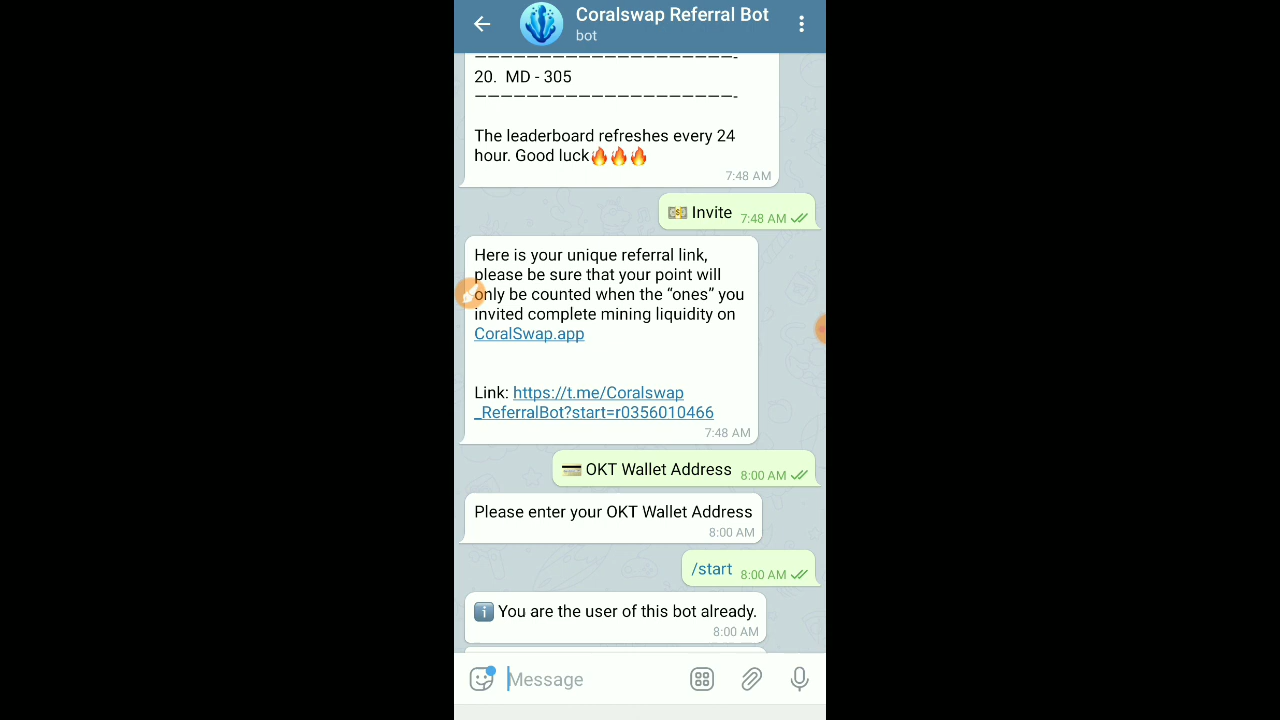 Coralswap Referral Bot
bot
———————————————————-
20.  MD - 305
———————————————————-
The leaderboard refreshes every 24
hour. Good luck🔥🔥🔥
7:48 AM
💵 Invite 7:48 AM
Here is your unique referral link,
please be sure that your point will
only be counted when the “ones” you
invited complete mining liquidity on
CoralSwap.app
Link: https://t.me/Coralswap
_ReferralBot?start=r0356010466
7:48 AM
💳 OKT Wallet Address 8:00 AM
Please enter your OKT Wallet Address
8:00 AM
/start 8:00 AM
ℹ️ You are the user of this bot already.
8:00 AM
Message